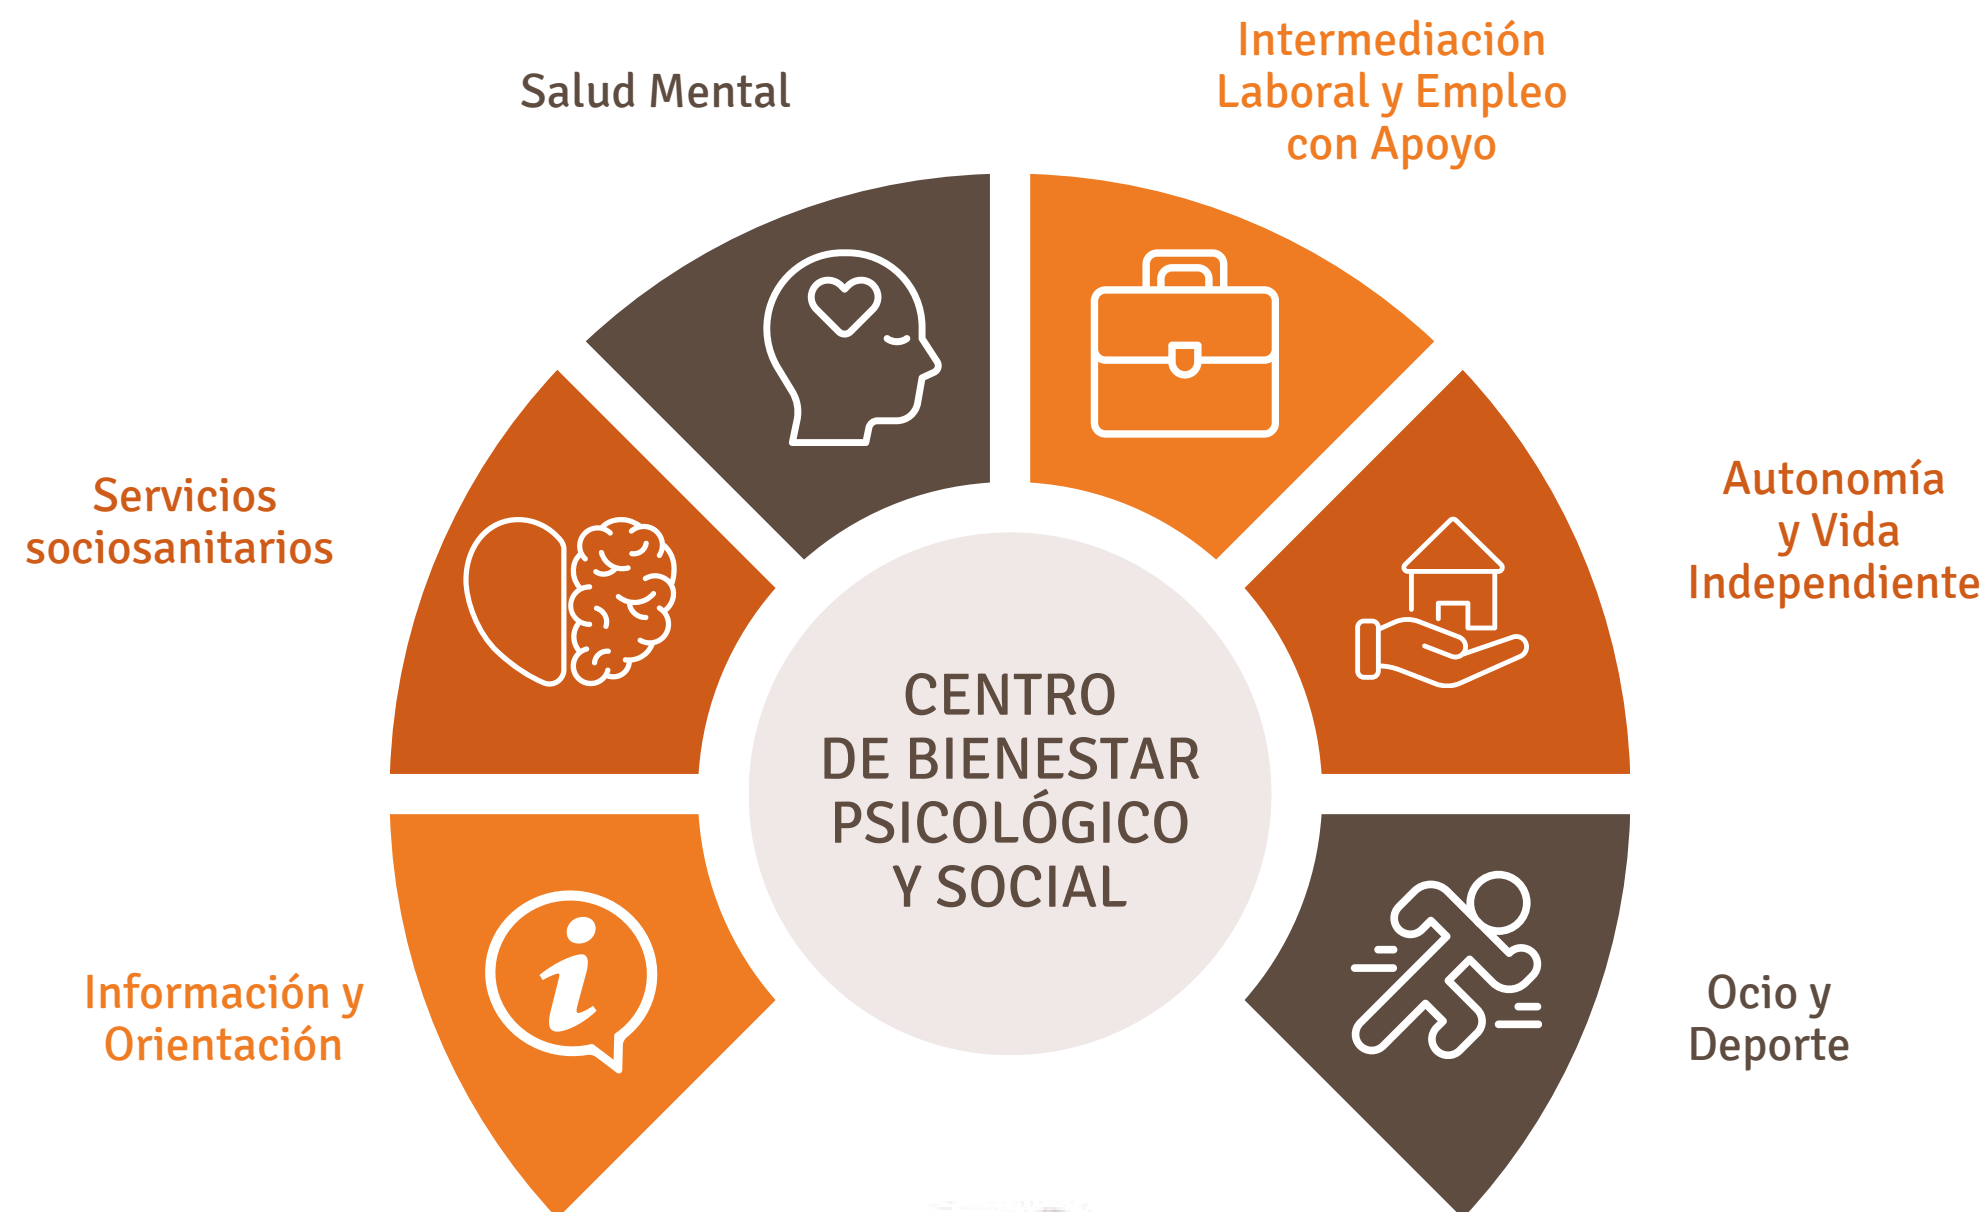 Intermediación
Laboral y Empleo
con Apoyo
Salud Mental
Servicios
sociosanitarios
Autonomía
y Vida
Independiente
CENTRO
DE BIENESTAR
PSICOLÓGICO
Y SOCIAL
Información y
Orientación
Ocio y
Deporte